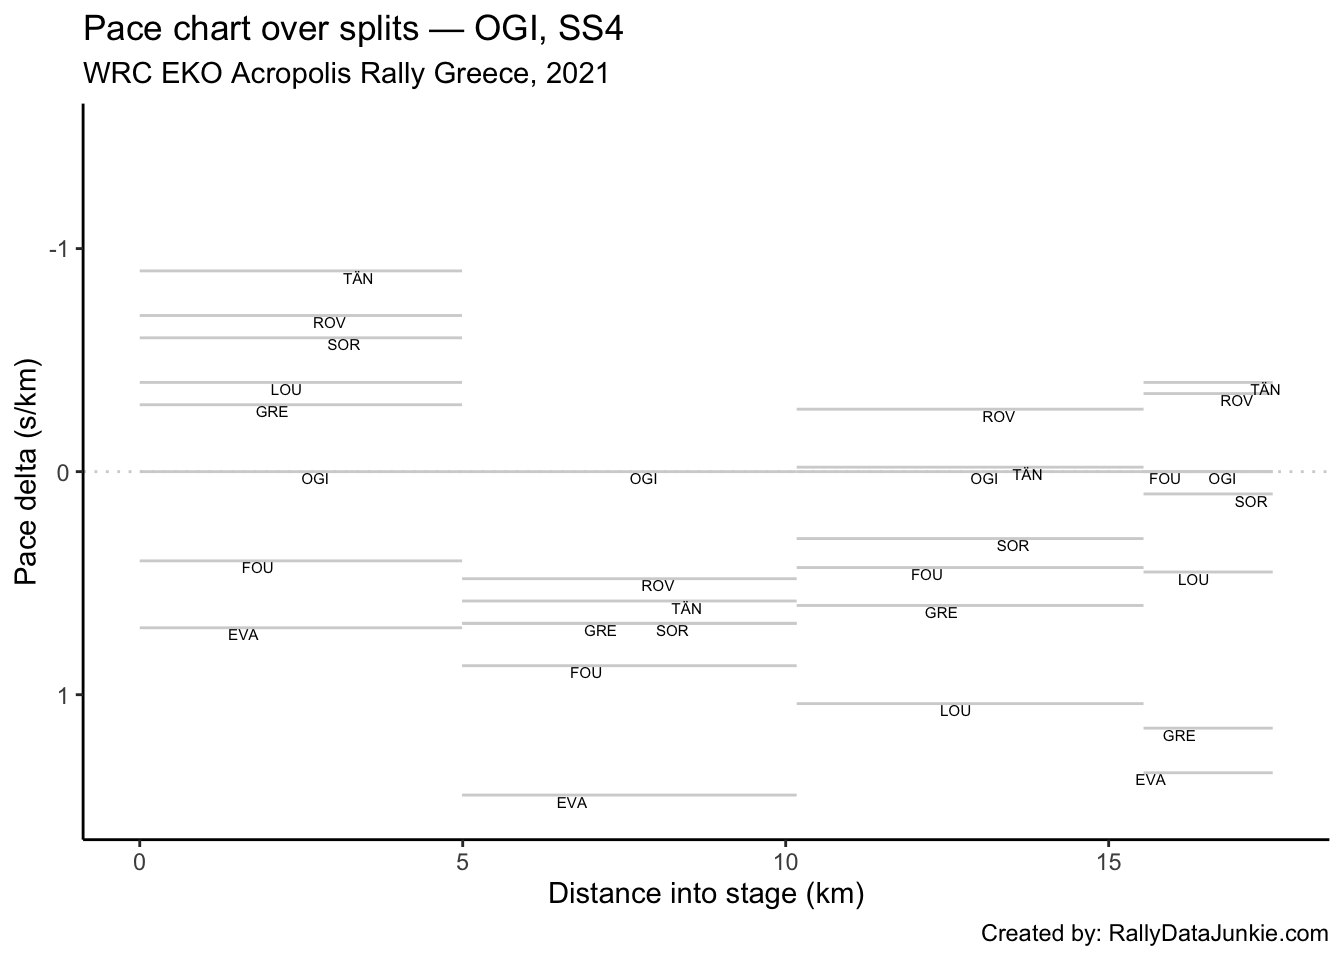 Pace chart over splits — OGI, SS4
WRC EKO Acropolis Rally Greece, 2021
-1
TÄN
ROV
SOR
LOU
GRE
TÄN
ROV
ROV
0
OGI
OGI
OGI
TÄN
FOU
OGI
SOR
SOR
FOU
FOU
LOU
ROV
TÄN
GRE
EVA
GRE
SOR
FOU
1
LOU
GRE
EVA
EVA
Pace delta (s/km)
0
5
10
15
Distance into stage (km)
Created by: RallyDataJunkie.com